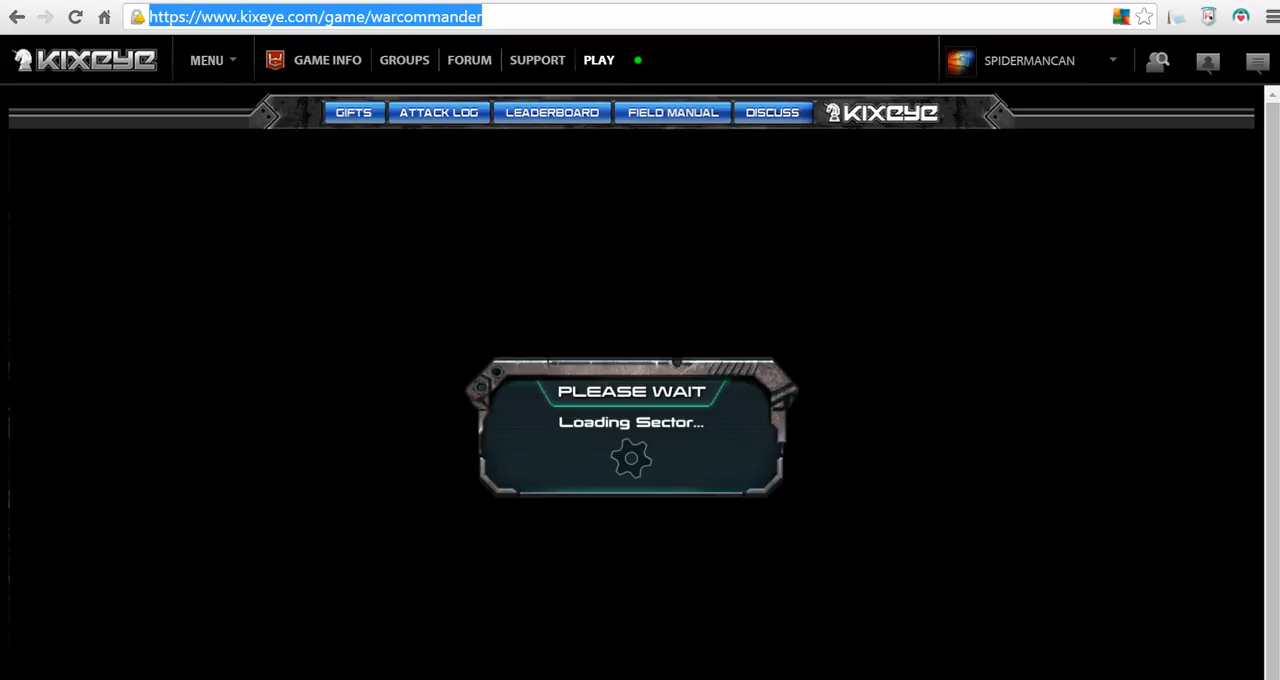 https://www.kixeye.com/game/warcommander
KIXEYE MENU GAME INFO GROUPS FORUM SUPPORT PLAY SPIDERMANCAN
GIFTS ATTACK LOG LEADERBOARD FIELD MANUAL DISCUSS KIXEYE
PLEASE WAIT
Loading Sector...